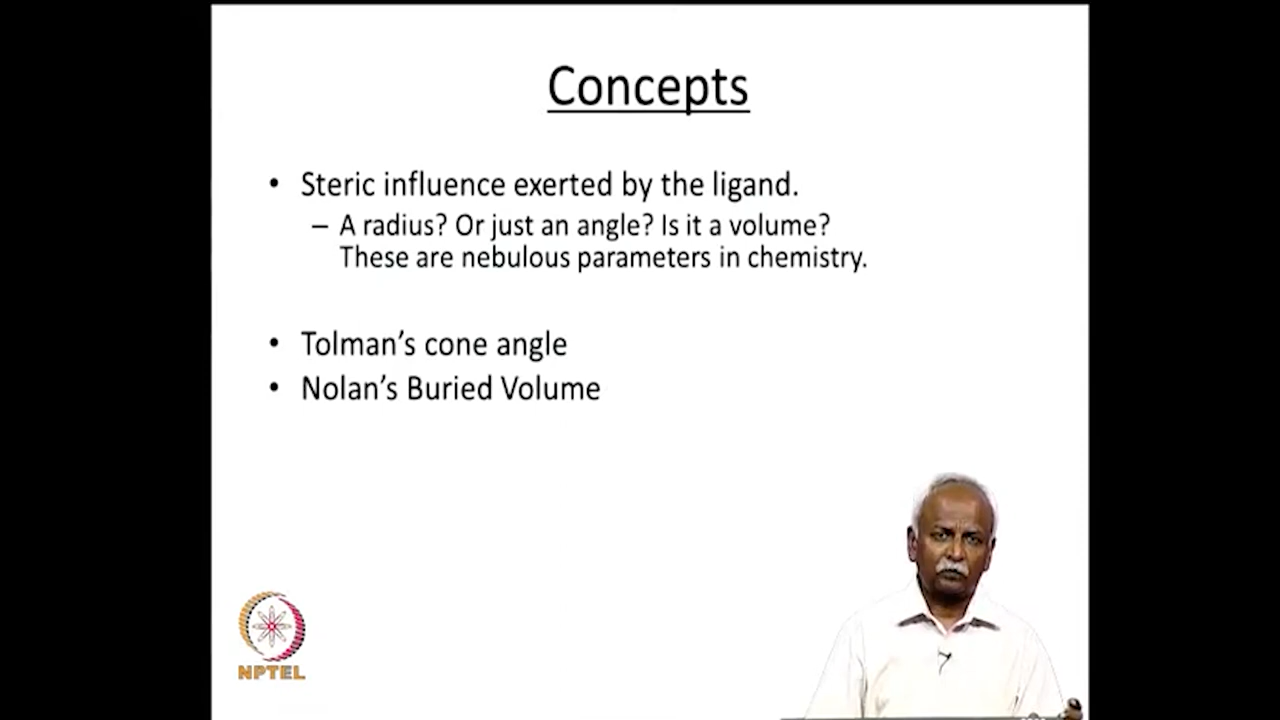 Concepts
• Steric influence exerted by the ligand.
– A radius? Or just an angle? Is it a volume?
These are nebulous parameters in chemistry.
• Tolman’s cone angle
• Nolan’s Buried Volume
NPTEL